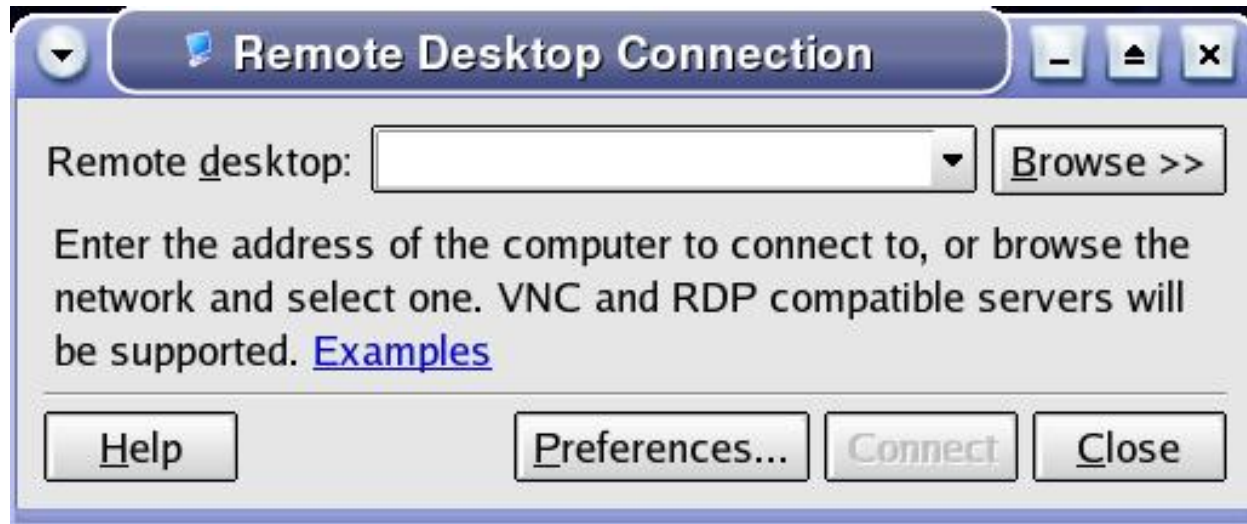 Remote Desktop Connection
Remote desktop: Browse >>
Enter the address of the computer to connect to, or browse the
network and select one. VNC and RDP compatible servers will
be supported. Examples
Help Preferences... Connect Close